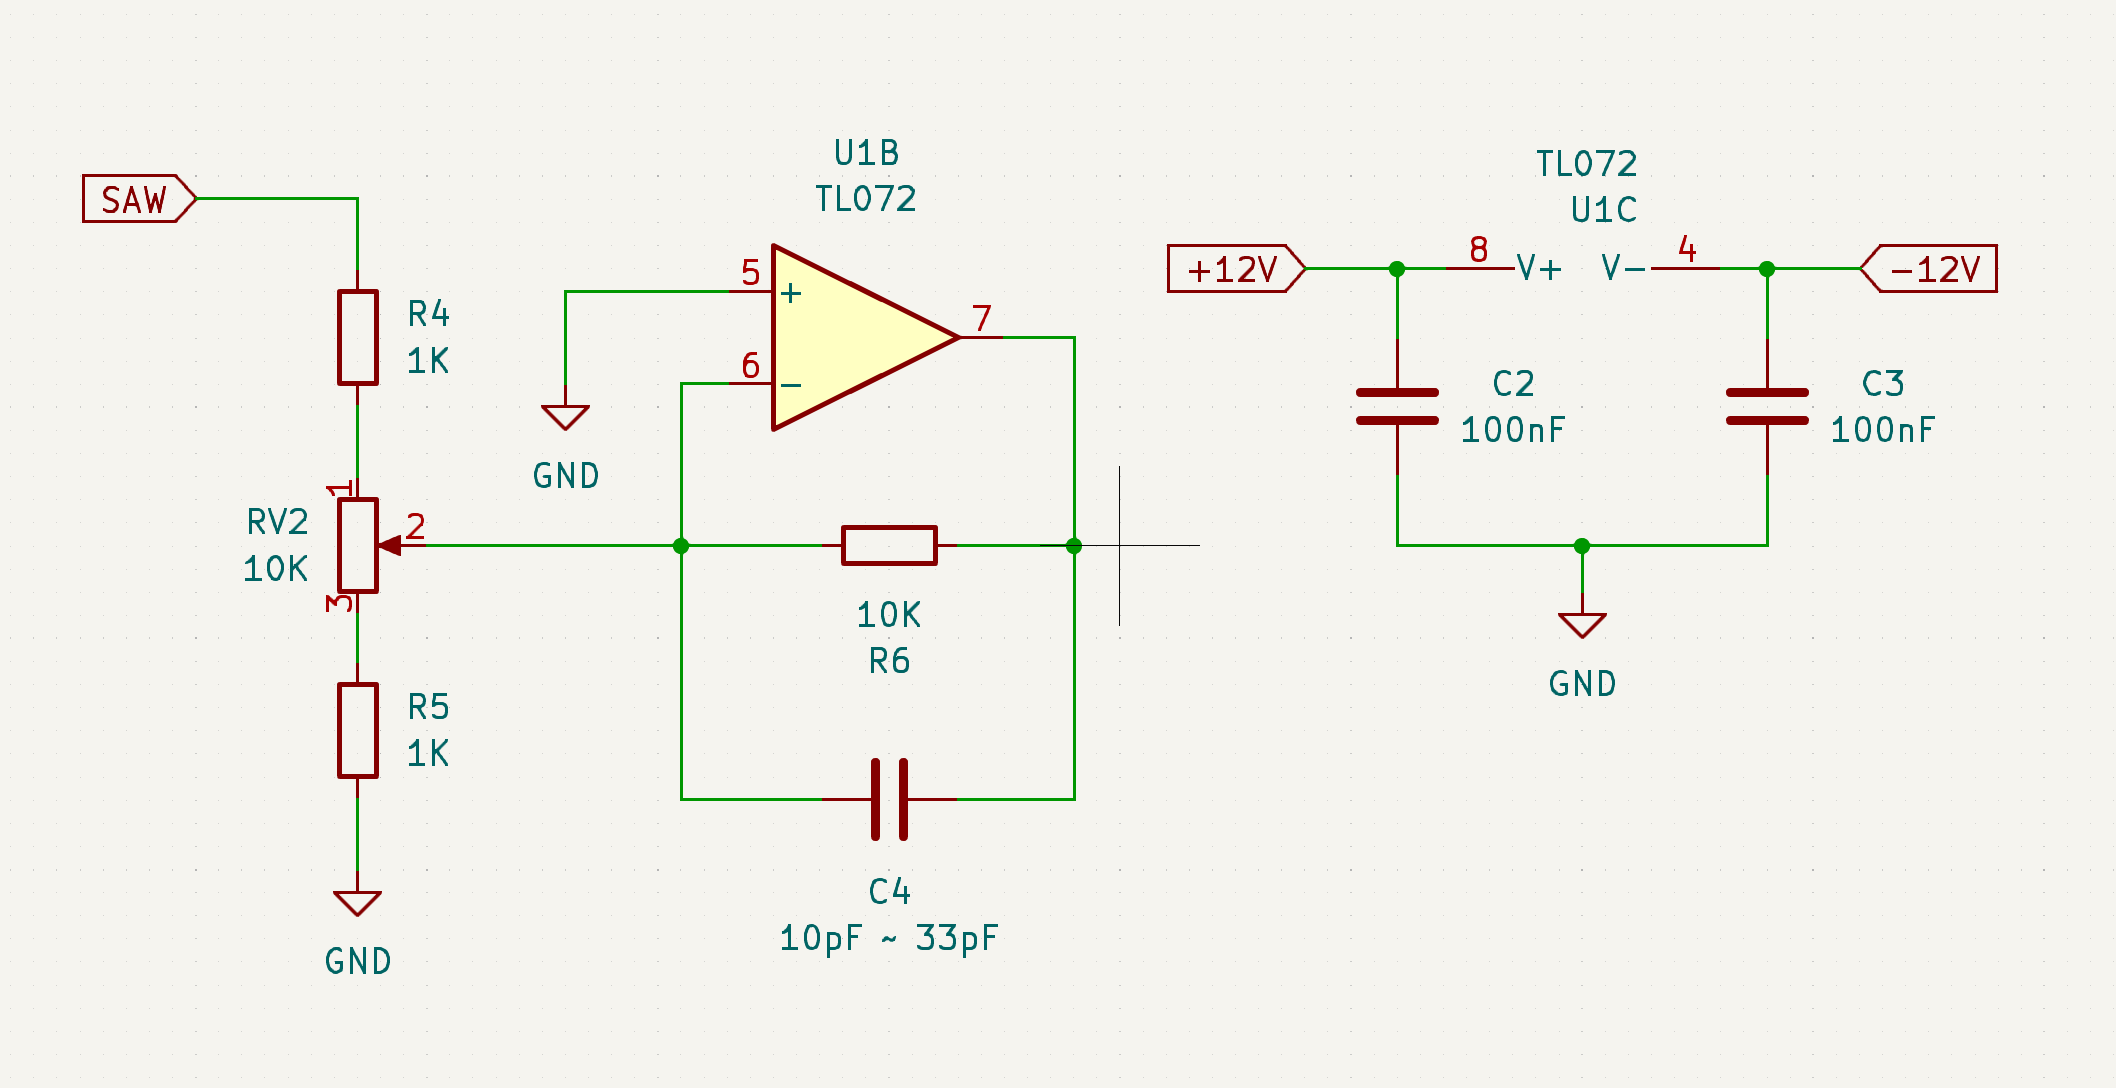 SAW
R4
1K
1
RV2
10K
2
3
R5
1K
GND
U1B
TL072
5
+
6
−
7
GND
10K
R6
C4
10pF ~ 33pF
TL072
U1C
+12V
8
V+
V−
4
−12V
C2
100nF
C3
100nF
GND